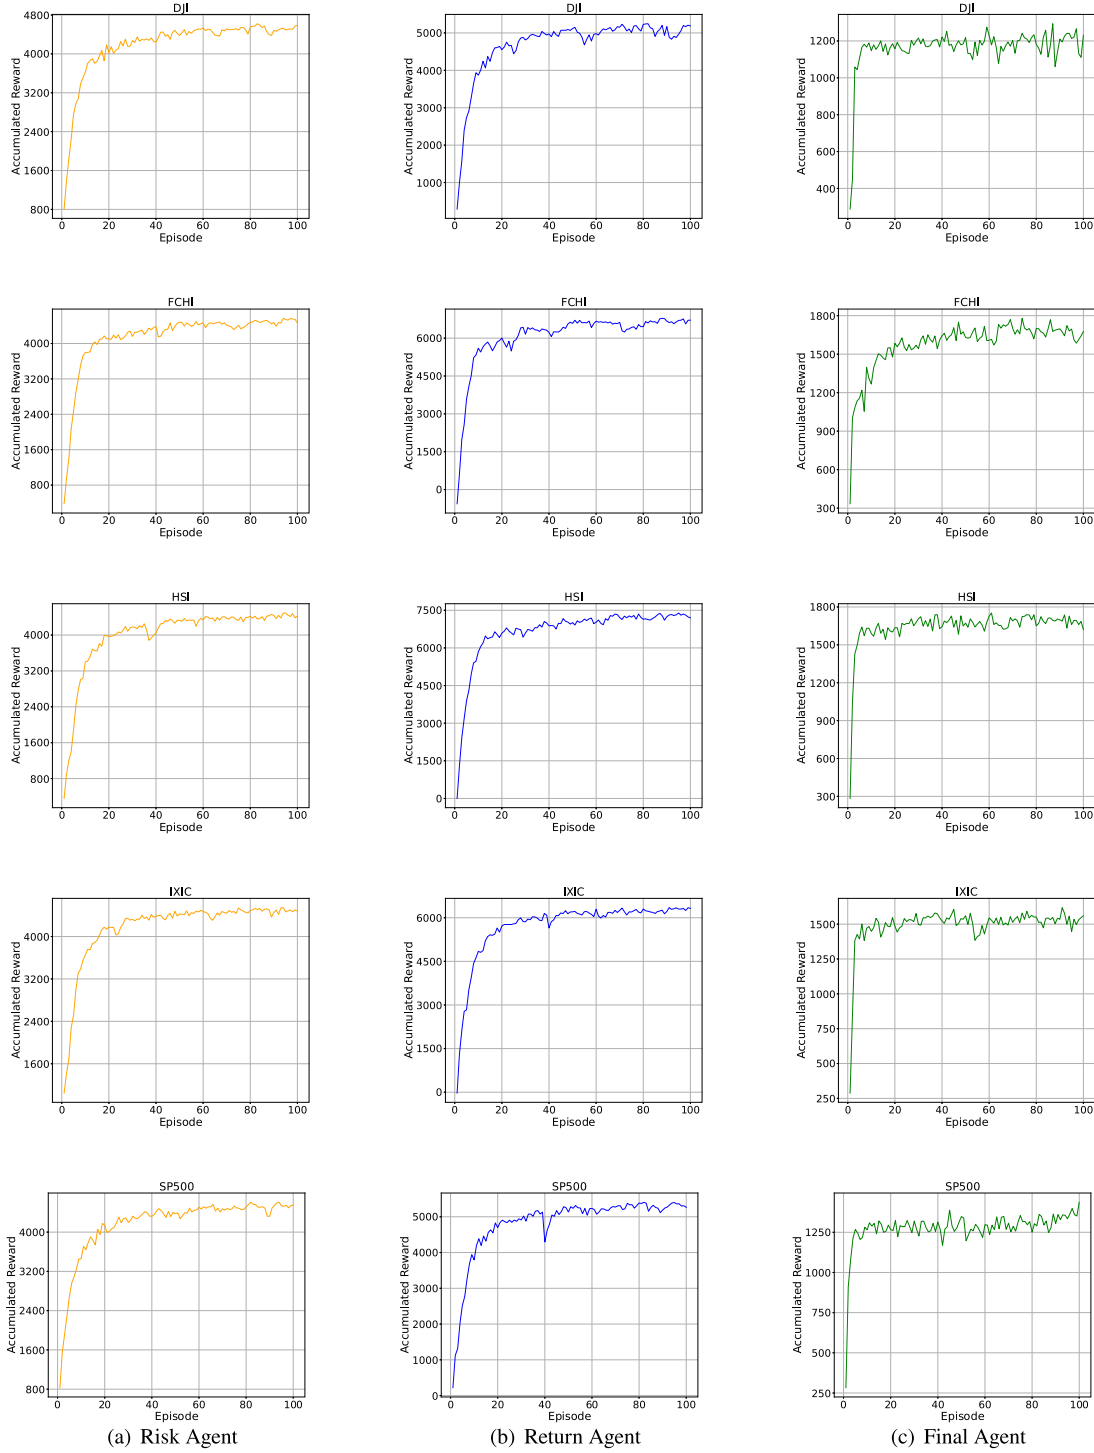 DJI
Accumulated Reward
4800
4000
3200
2400
1600
800
0 20 40 60 80 100
Episode
DJI
Accumulated Reward
5000
4000
3000
2000
1000
0 20 40 60 80 100
Episode
DJI
Accumulated Reward
1200
1000
800
600
400
0 20 40 60 80 100
Episode
FCHI
Accumulated Reward
4000
3200
2400
1600
800
0 20 40 60 80 100
Episode
FCHI
Accumulated Reward
6000
4500
3000
1500
0
0 20 40 60 80 100
Episode
FCHI
Accumulated Reward
1800
1500
1200
900
600
300
0 20 40 60 80 100
Episode
HSI
Accumulated Reward
4000
3200
2400
1600
800
0 20 40 60 80 100
Episode
HSI
Accumulated Reward
7500
6000
4500
3000
1500
0
0 20 40 60 80 100
Episode
HSI
Accumulated Reward
1800
1500
1200
900
600
300
0 20 40 60 80 100
Episode
IXIC
Accumulated Reward
4000
3200
2400
1600
0 20 40 60 80 100
Episode
IXIC
Accumulated Reward
6000
4500
3000
1500
0
0 20 40 60 80 100
Episode
IXIC
Accumulated Reward
1500
1250
1000
750
500
250
0 20 40 60 80 100
Episode
SP500
Accumulated Reward
4000
3200
2400
1600
800
0 20 40 60 80 100
Episode
SP500
Accumulated Reward
5000
4000
3000
2000
1000
0
0 20 40 60 80 100
Episode
SP500
Accumulated Reward
1250
1000
750
500
250
0 20 40 60 80 100
Episode
(a) Risk Agent
(b) Return Agent
(c) Final Agent